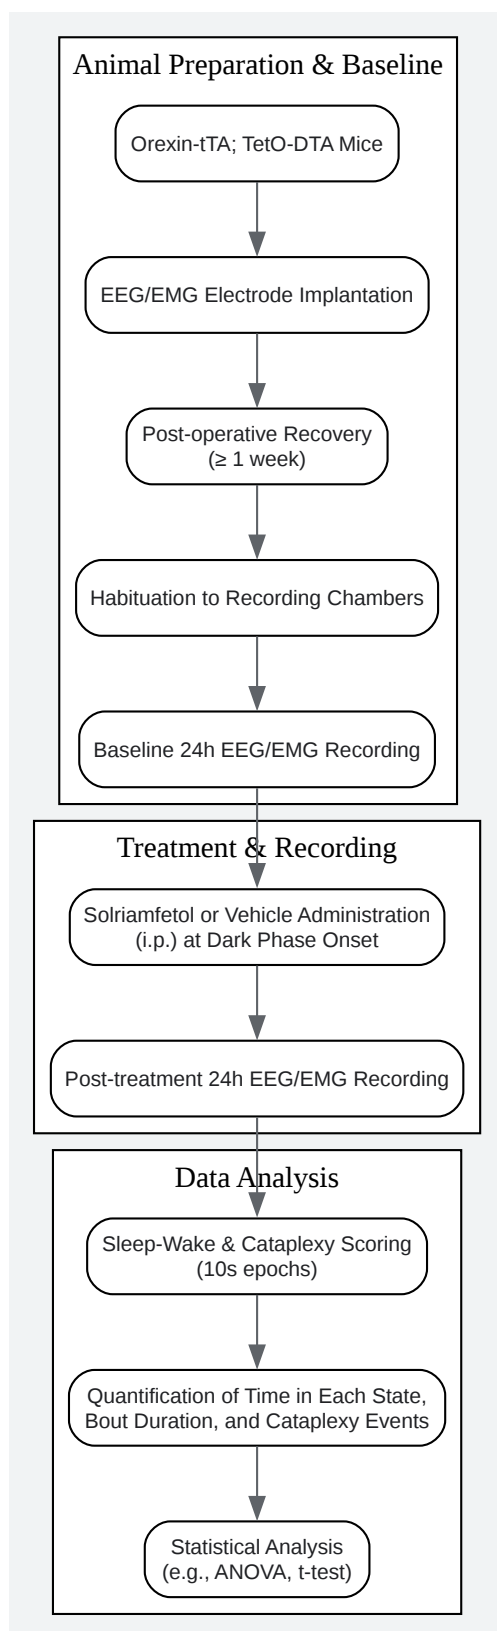 Animal Preparation & Baseline
Orexin-tTA; TetO-DTA Mice
EEG/EMG Electrode Implantation
Post-operative Recovery
(≥ 1 week)
Habituation to Recording Chambers
Baseline 24h EEG/EMG Recording
Treatment & Recording
Solriamfetol or Vehicle Administration
(i.p.) at Dark Phase Onset
Post-treatment 24h EEG/EMG Recording
Data Analysis
Sleep-Wake & Cataplexy Scoring
(10s epochs)
Quantification of Time in Each State,
Bout Duration, and Cataplexy Events
Statistical Analysis
(e.g., ANOVA, t-test)